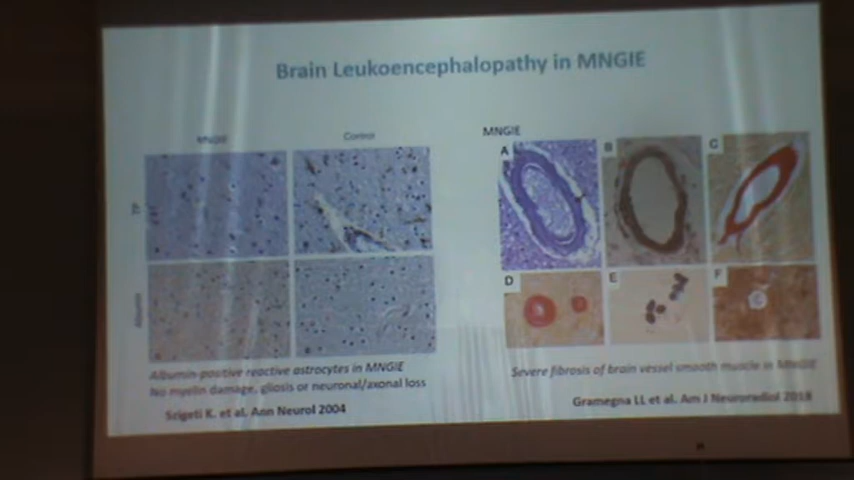 Brain Leukoencephalopathy in MNGIE
MNGIE
Control
TP
Albumin
Albumin-positive reactive astrocytes in MNGIE
No myelin damage, gliosis or neuronal/axonal loss
Szigeti K. et al. Ann Neurol 2004
MNGIE
A
B
C
D
E
F
Severe fibrosis of brain vessel smooth muscle in MNGIE
Gramegna LL et al. Am J Neuroradiol 2018